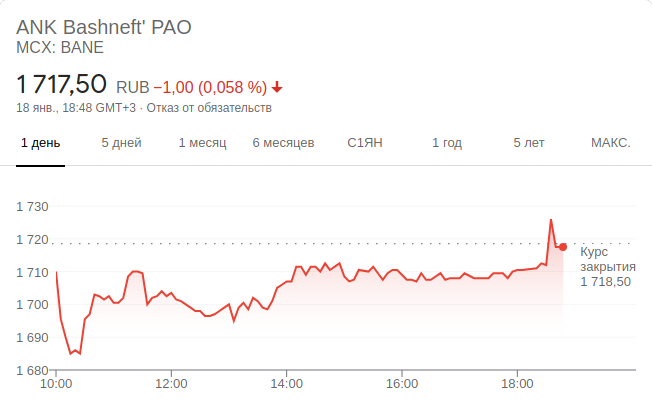 ANK Bashneft' PAO
MCX: BANE
1 717,50 RUB −1,00 (0,058 %)
18 янв., 18:48 GMT+3 · Отказ от обязательств
1 день 5 дней 1 месяц 6 месяцев С1ЯН 1 год 5 лет МАКС.
1 730
1 720
1 710
1 700
1 690
1 680
Курс
закрытия
1 718,50
10:00 12:00 14:00 16:00 18:00